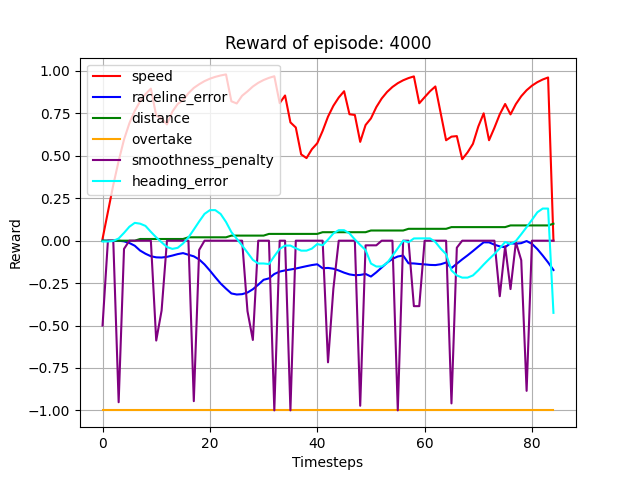 Reward of episode: 4000
1.00
0.75
0.50
0.25
0.00
−0.25
−0.50
−0.75
−1.00
Reward
speed
raceline_error
distance
overtake
smoothness_penalty
heading_error
0 20 40 60 80
Timesteps